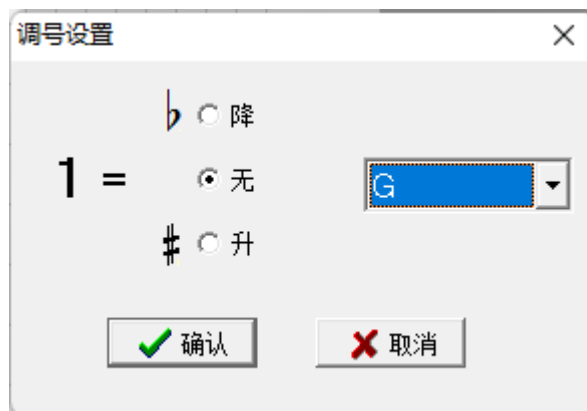 调号设置
♭ 降
1 = 无 G
♯ 升
确认 取消